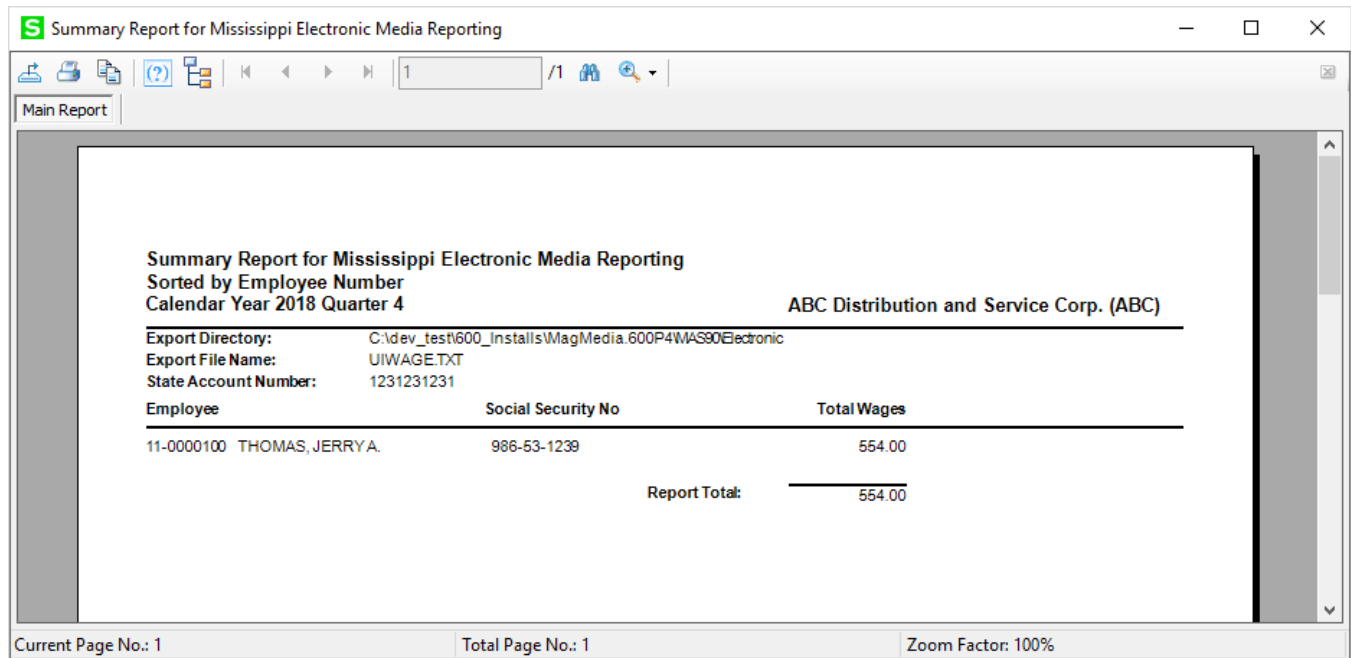 S Summary Report for Mississippi Electronic Media Reporting
(?) 1 /1
Main Report
Summary Report for Mississippi Electronic Media Reporting
Sorted by Employee Number
Calendar Year 2018 Quarter 4 ABC Distribution and Service Corp. (ABC)
Export Directory: C:\dev_test\600_Installs\MagMedia.600P4\MAS90\Electronic
Export File Name: UIWAGE.TXT
State Account Number: 1231231231
Employee Social Security No Total Wages
11-0000100 THOMAS, JERRY A. 986-53-1239 554.00
Report Total: 554.00
Current Page No.: 1 Total Page No.: 1 Zoom Factor: 100%